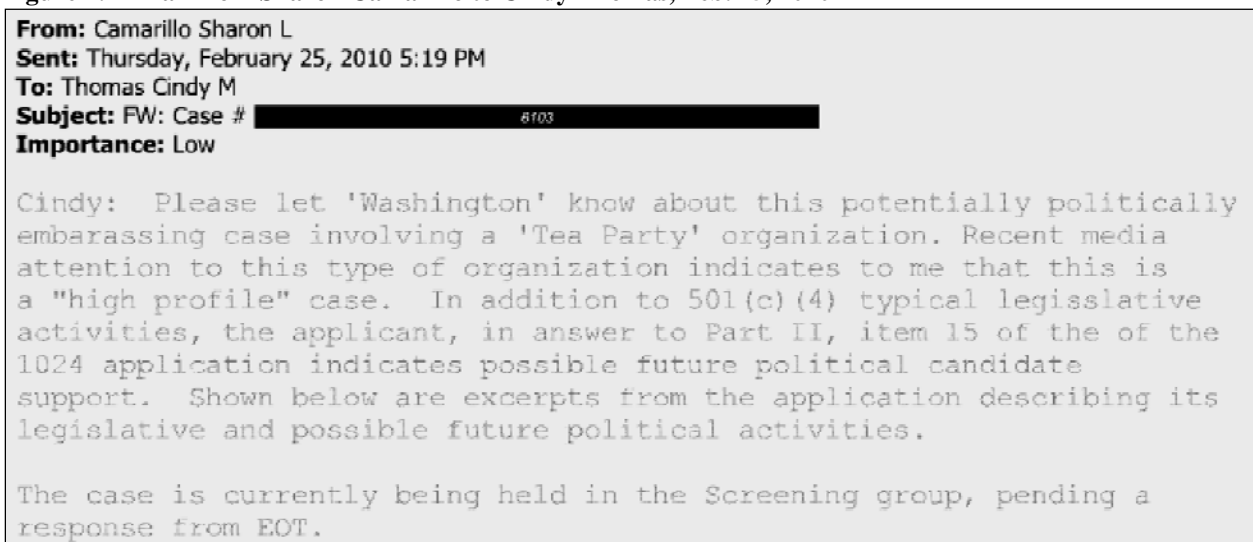 From: Camarillo Sharon L
Sent: Thursday, February 25, 2010 5:19 PM
To: Thomas Cindy M
Subject: FW: Case # 6103
Importance: Low
Cindy:  Please let 'Washington' know about this potentially politically
embarassing case involving a 'Tea Party' organization. Recent media
attention to this type of organization indicates to me that this is
a "high profile" case.  In addition to 501(c)(4) typical legisslative
activities, the applicant, in answer to Part II, item 15 of the of the
1024 application indicates possible future political candidate
support.  Shown below are excerpts from the application describing its
legislative and possible future political activities.
The case is currently being held in the Screening group, pending a
response from EOT.